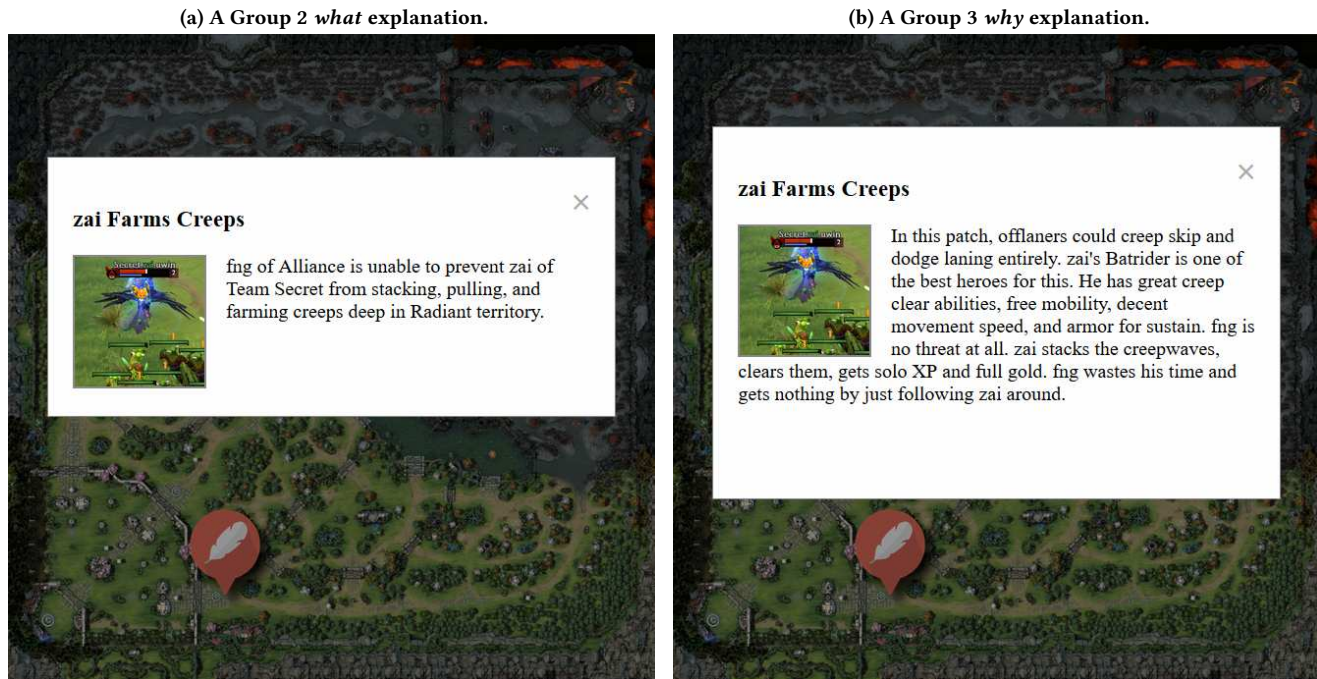 (a) A Group 2 what explanation.
zai Farms Creeps
fng of Alliance is unable to prevent zai of
Team Secret from stacking, pulling, and
farming creeps deep in Radiant territory.
(b) A Group 3 why explanation.
zai Farms Creeps
In this patch, offlaners could creep skip and
dodge laning entirely. zai's Batrider is one of
the best heroes for this. He has great creep
clear abilities, free mobility, decent
movement speed, and armor for sustain. fng is
no threat at all. zai stacks the creepwaves,
clears them, gets solo XP and full gold. fng wastes his time and
gets nothing by just following zai around.